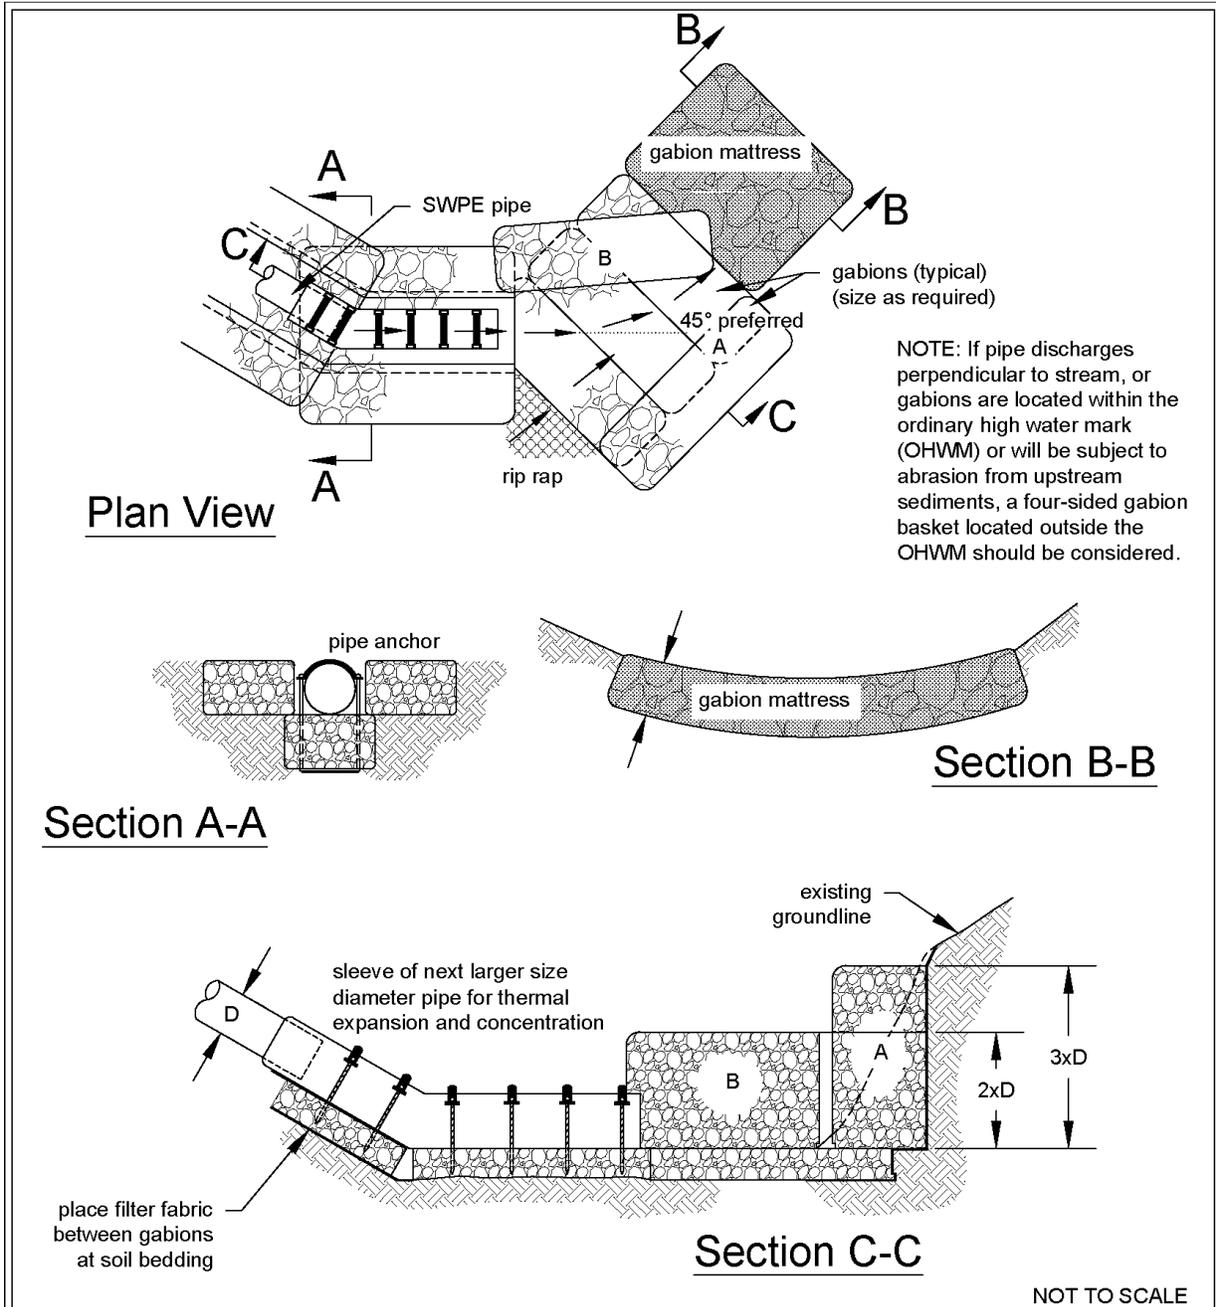 B
gabion mattress
A
SWPE pipe
B
C
B
gabions (typical)
(size as required)
45° preferred
A
C
A
rip rap
Plan View
NOTE: If pipe discharges
perpendicular to stream, or
gabions are located within the
ordinary high water mark
(OHWM) or will be subject to
abrasion from upstream
sediments, a four-sided gabion
basket located outside the
OHWM should be considered.
pipe anchor
Section A-A
gabion mattress
Section B-B
existing
groundline
sleeve of next larger size
diameter pipe for thermal
expansion and concentration
D
B
A
2xD
3xD
place filter fabric
between gabions
at soil bedding
Section C-C
NOT TO SCALE